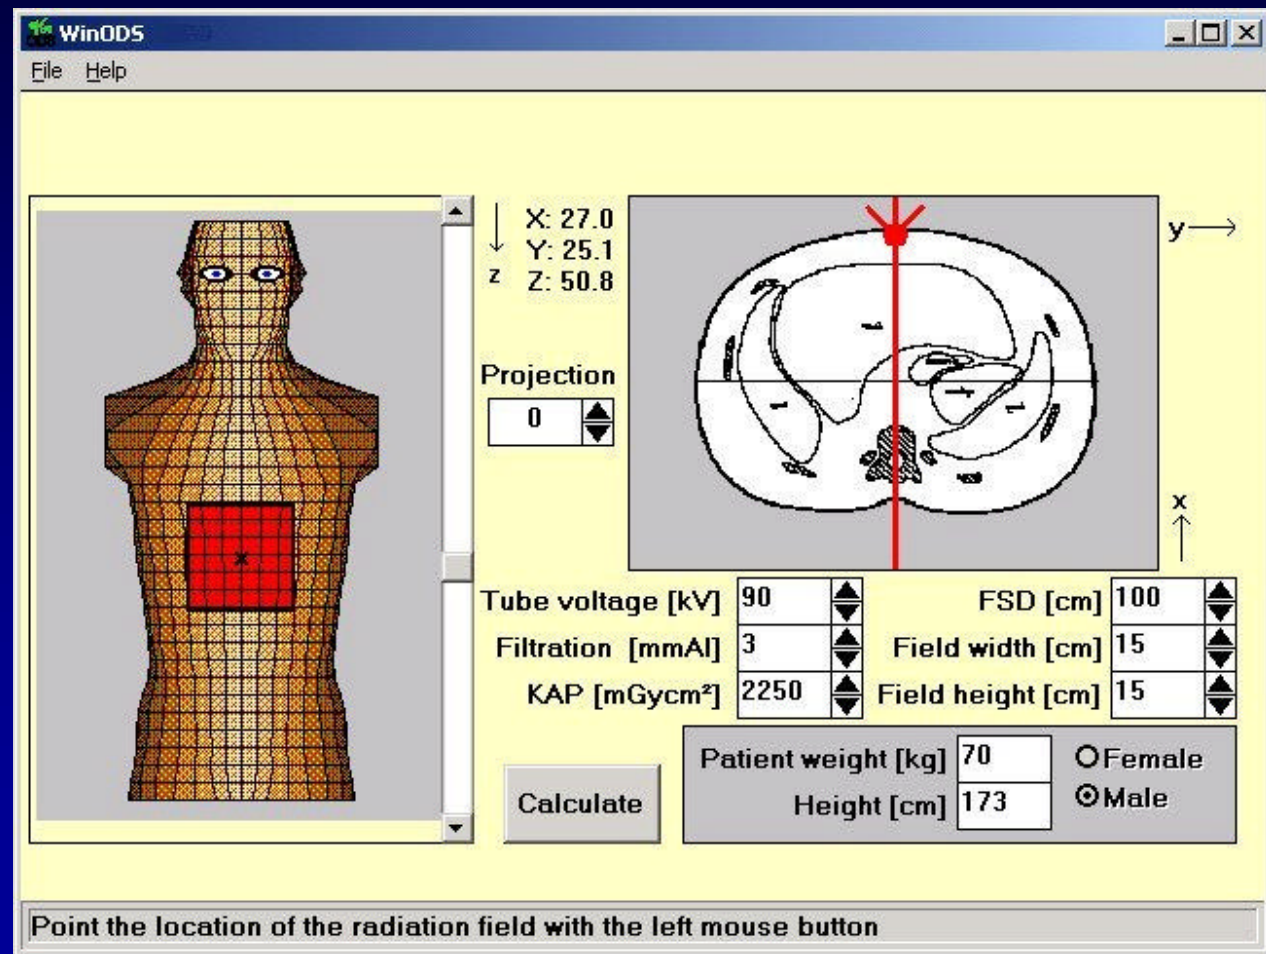 WinODS
File Help
X: 27.0
Y: 25.1
z Z: 50.8
y
Projection
0
x
Tube voltage [kV] 90 FSD [cm] 100
Filtration [mmAl] 3 Field width [cm] 15
KAP [mGycm²] 2250 Field height [cm] 15
Patient weight [kg] 70 Female
Height [cm] 173 Male
Calculate
Point the location of the radiation field with the left mouse button